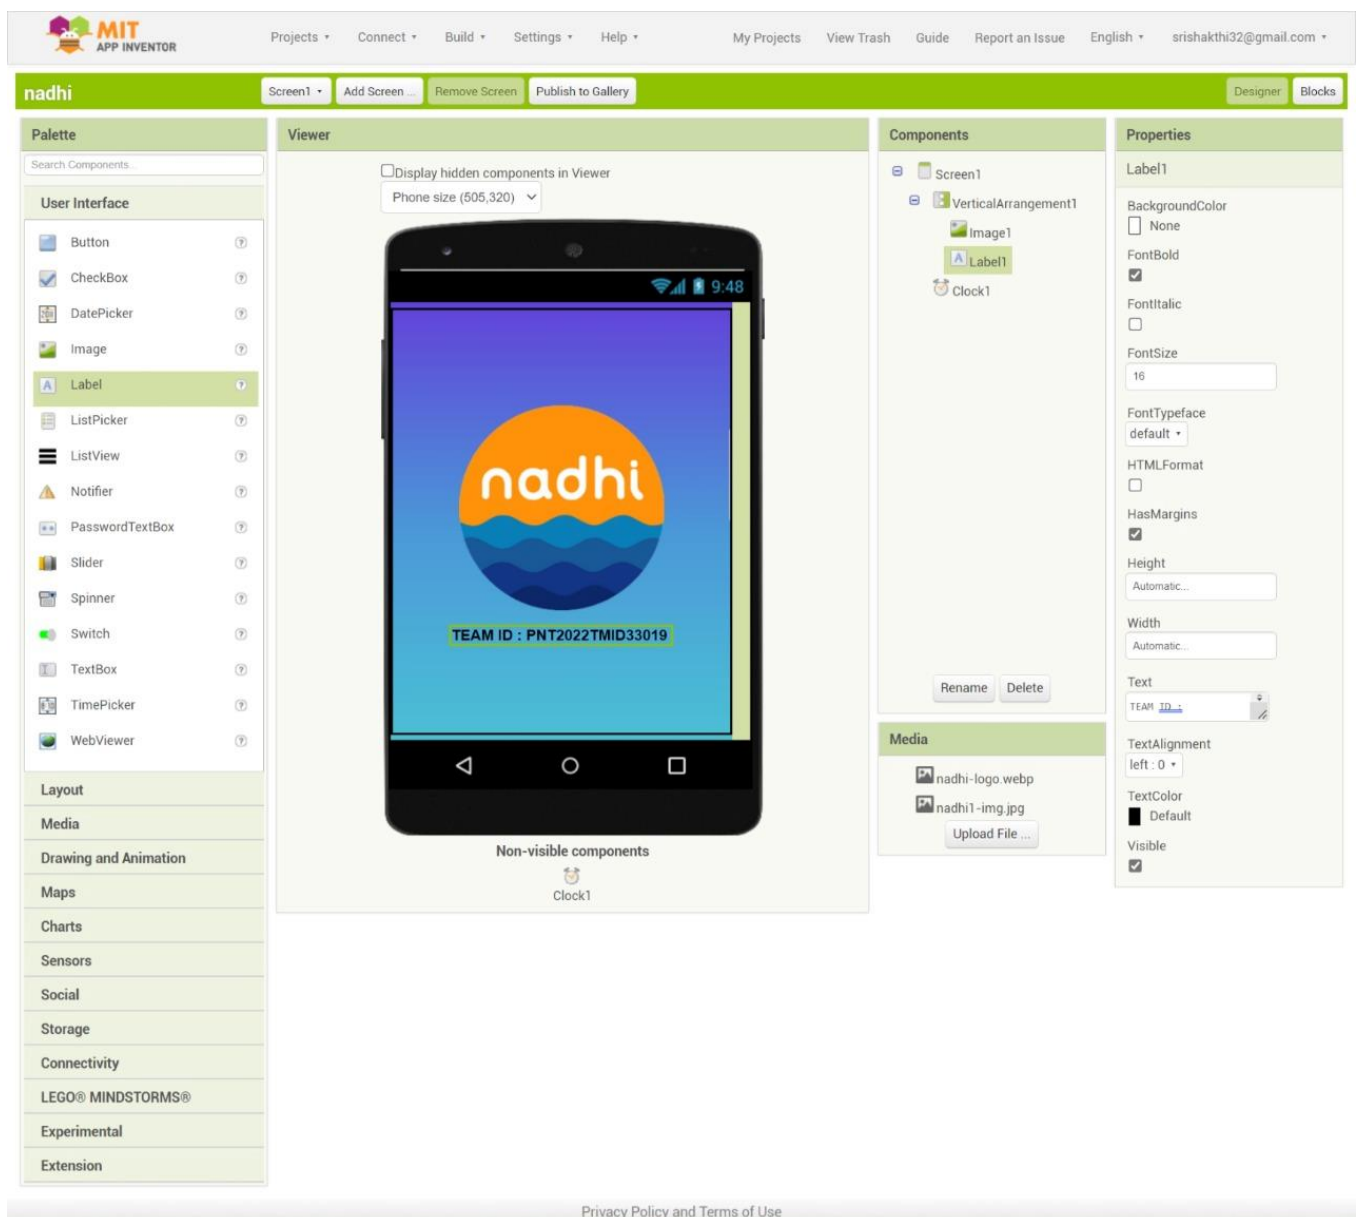 MIT
APP INVENTOR
Projects
Connect
Build
Settings
Help
My Projects
View Trash
Guide
Report an Issue
English
srishakthi32@gmail.com
nadhi
Screen1
Add Screen ...
Remove Screen
Publish to Gallery
Designer
Blocks
Palette
Search Components...
User Interface
Button
CheckBox
DatePicker
Image
Label
ListPicker
ListView
Notifier
PasswordTextBox
Slider
Spinner
Switch
TextBox
TimePicker
WebViewer
Layout
Media
Drawing and Animation
Maps
Charts
Sensors
Social
Storage
Connectivity
LEGO® MINDSTORMS®
Experimental
Extension
Viewer
Display hidden components in Viewer
Phone size (505,320)
9:48
nadhi
TEAM ID : PNT2022TMID33019
Non-visible components
Clock1
Components
Screen1
VerticalArrangement1
Image1
Label1
Clock1
Rename
Delete
Media
nadhi-logo.webp
nadhi1-img.jpg
Upload File ...
Properties
Label1
BackgroundColor
None
FontBold
FontItalic
FontSize
16
FontTypeface
default
HTMLFormat
HasMargins
Height
Automatic...
Width
Automatic...
Text
TEAM ID :
TextAlignment
left : 0
TextColor
Default
Visible
Privacy Policy and Terms of Use